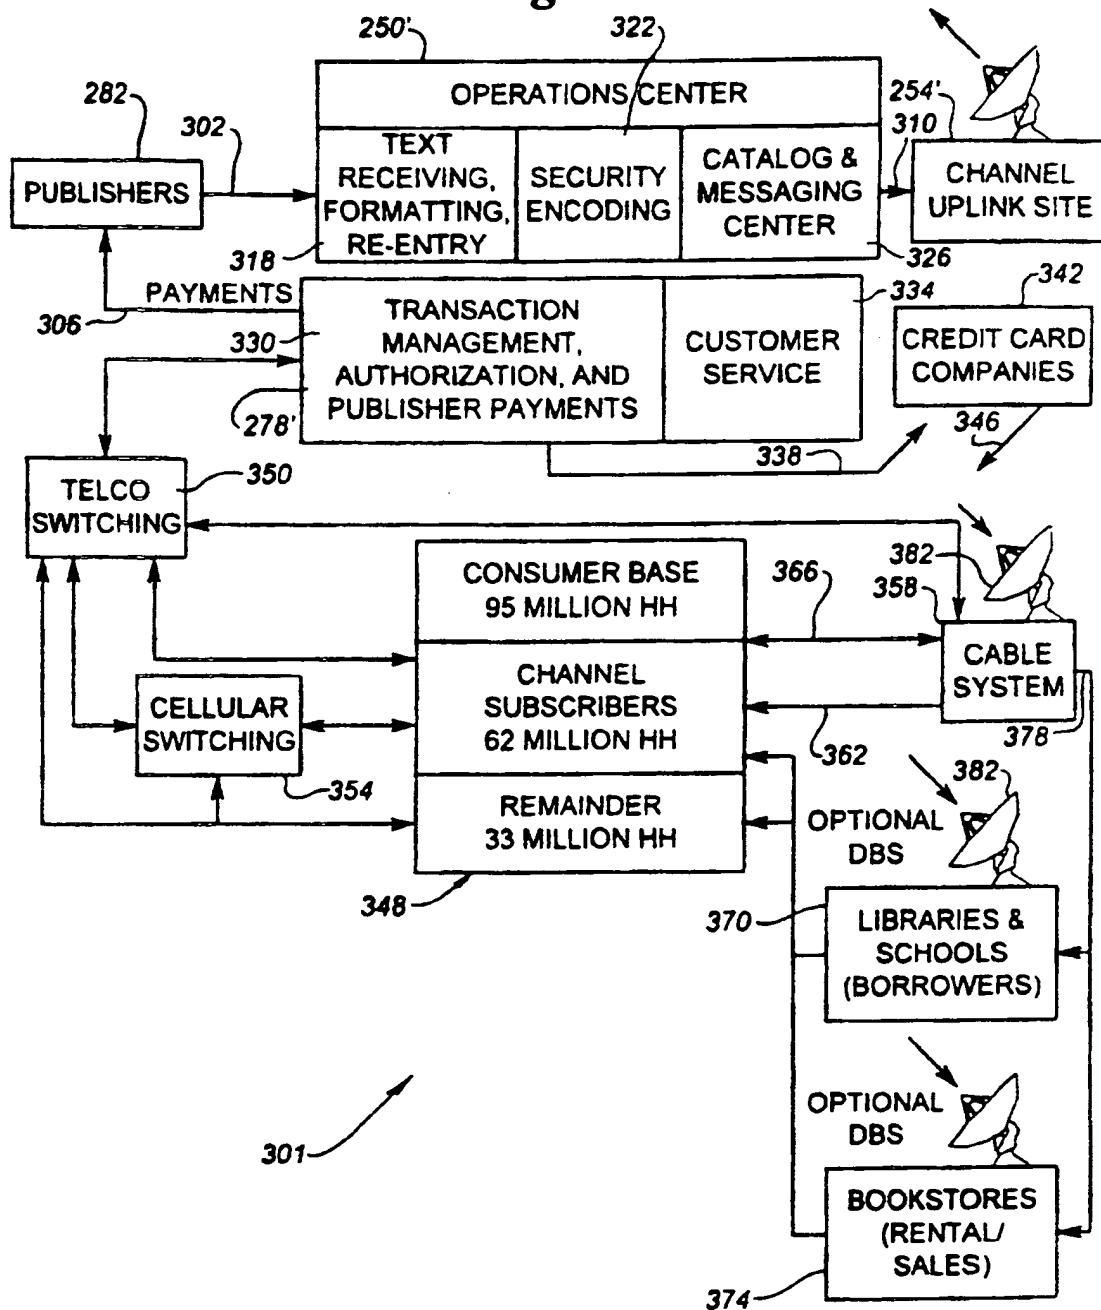 g
322
250'
OPERATIONS CENTER
282
302
254'
310
TEXT
RECEIVING,
FORMATTING,
RE-ENTRY
SECURITY
ENCODING
CATALOG &
MESSAGING
CENTER
PUBLISHERS
CHANNEL
UPLINK SITE
318
326
PAYMENTS
306
330
TRANSACTION
MANAGEMENT,
AUTHORIZATION, AND
PUBLISHER PAYMENTS
278'
334
CUSTOMER
SERVICE
342
CREDIT CARD
COMPANIES
346
338
TELCO
SWITCHING
350
CONSUMER BASE
95 MILLION HH
366
382
358
CABLE
SYSTEM
378
CHANNEL
SUBSCRIBERS
62 MILLION HH
362
CELLULAR
SWITCHING
354
REMAINDER
33 MILLION HH
348
382
OPTIONAL
DBS
370
LIBRARIES &
SCHOOLS
(BORROWERS)
OPTIONAL
DBS
301
BOOKSTORES
(RENTAL/
SALES)
374